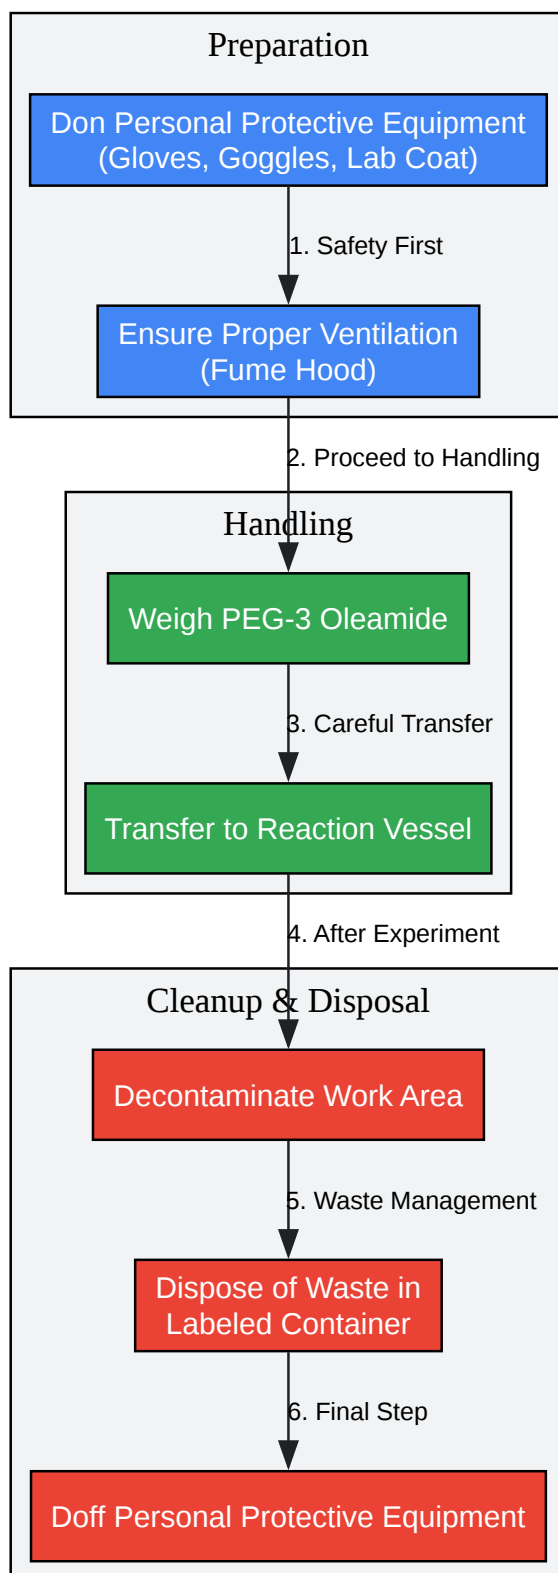 Preparation
Don Personal Protective Equipment
(Gloves, Goggles, Lab Coat)
1. Safety First
Ensure Proper Ventilation
(Fume Hood)
2. Proceed to Handling
Handling
Weigh PEG-3 Oleamide
3. Careful Transfer
Transfer to Reaction Vessel
4. After Experiment
Cleanup & Disposal
Decontaminate Work Area
5. Waste Management
Dispose of Waste in
Labeled Container
6. Final Step
Doff Personal Protective Equipment